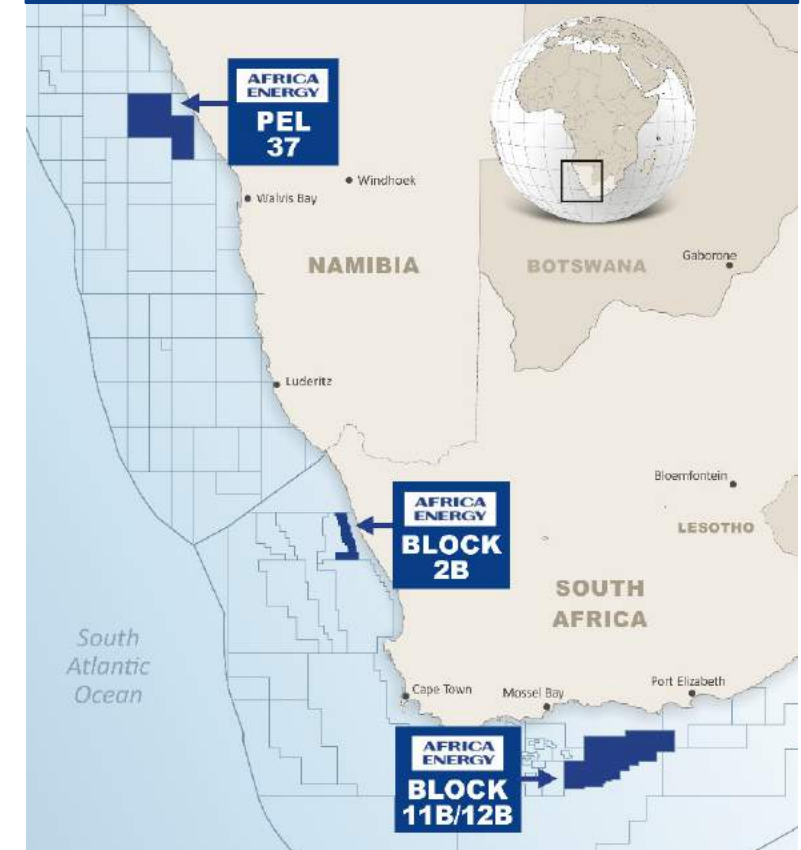 AFRICA
ENERGY
PEL
37
Windhoek
Walvis Bay
NAMIBIA
BOTSWANA
Gaborone
Luderitz
Bloemfontein
AFRICA
ENERGY
BLOCK
2B
LESOTHO
SOUTH
AFRICA
South
Atlantic
Ocean
Cape Town
Mossel Bay
Port Elizabeth
AFRICA
ENERGY
BLOCK
11B/12B